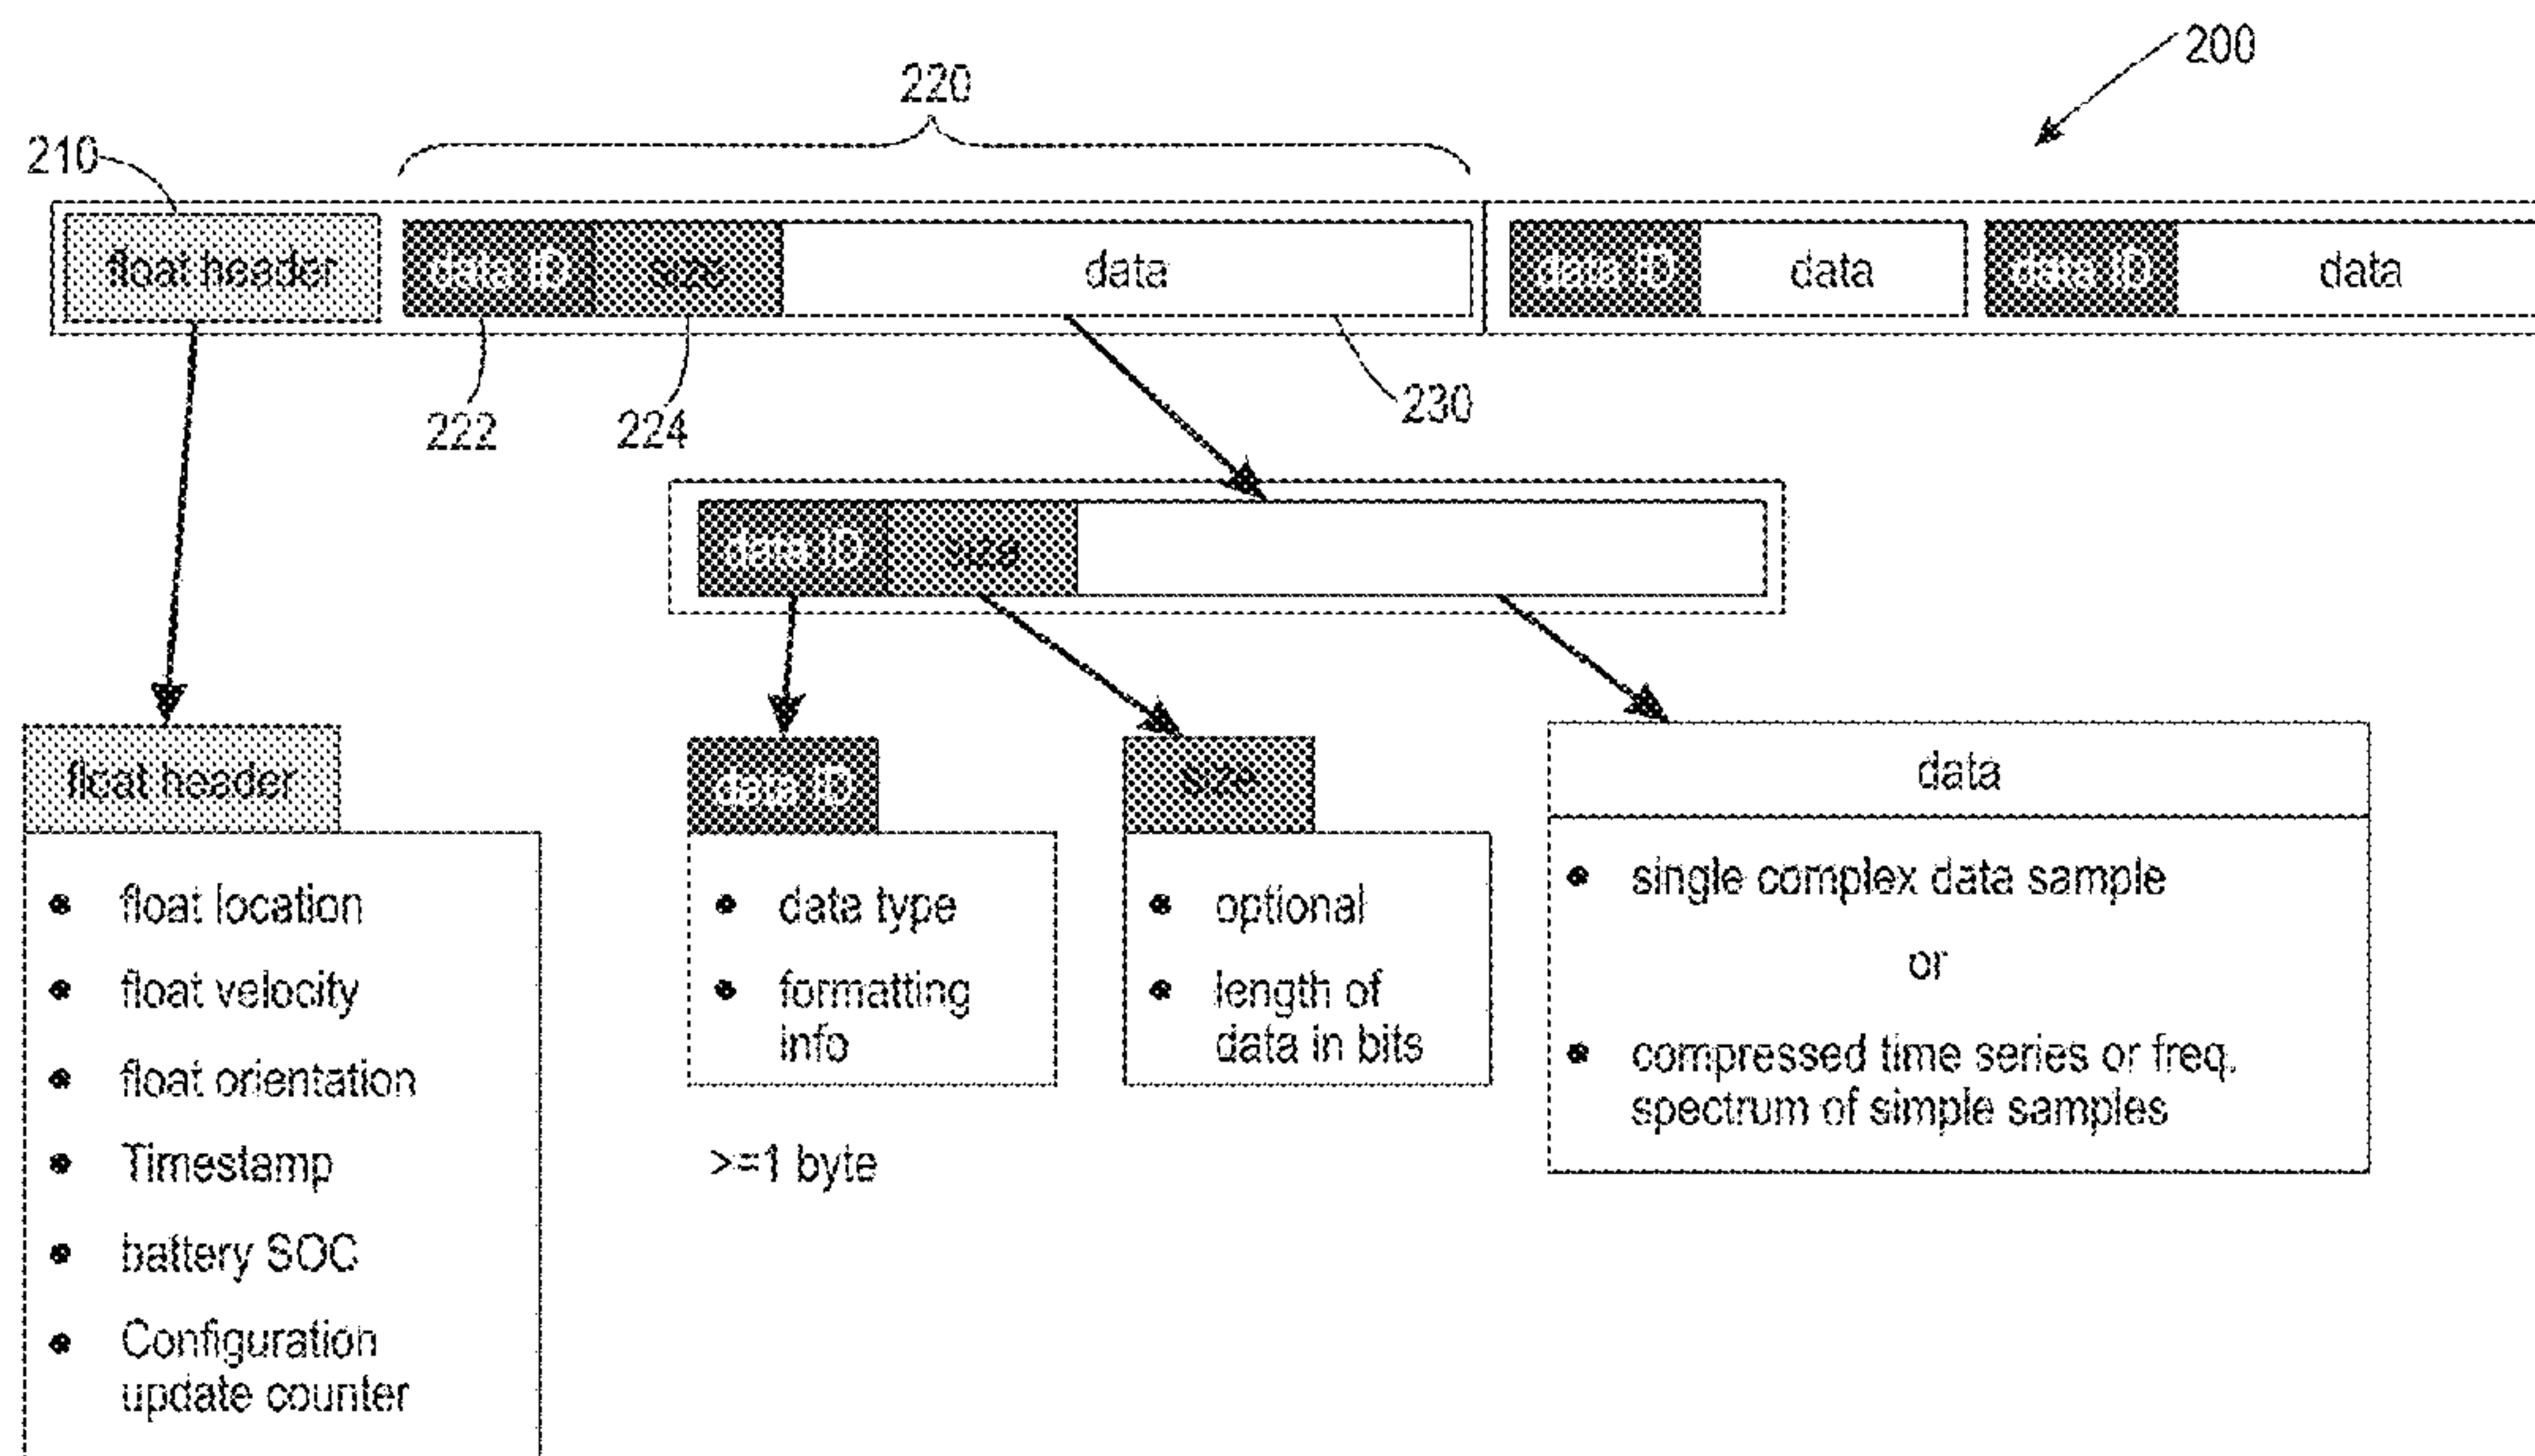 200
220
210
float header data ID size data data ID data data ID data
222 224 230
data ID size
float header
float location
float velocity
float orientation
Timestamp
battery SOC
Configuration
update counter
data ID
data type
formatting
info
>=1 byte
size
optional
length of
data in bits
data
single complex data sample
or
compressed time series or freq.
spectrum of simple samples